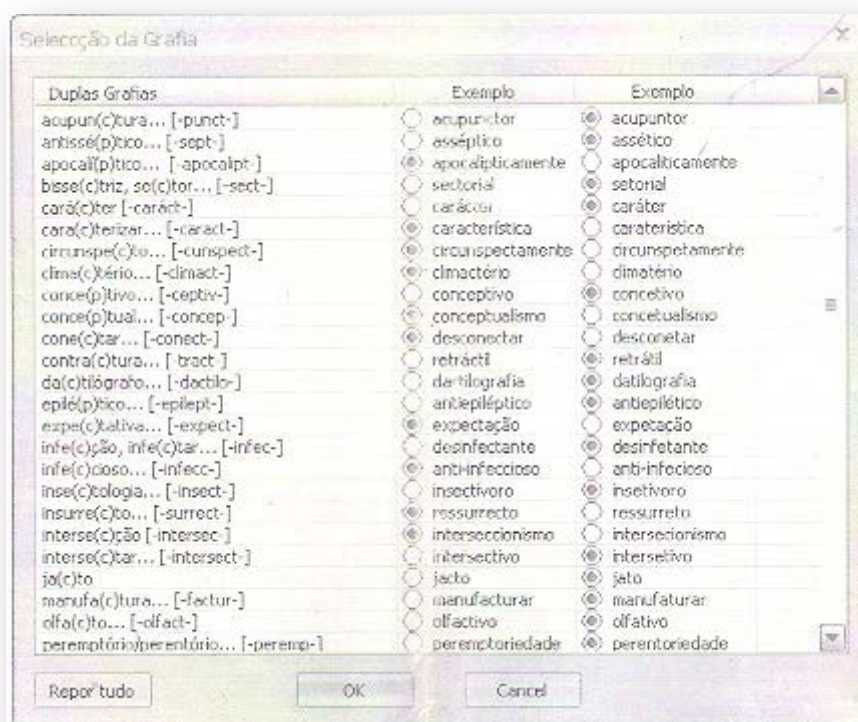 Seleccção da Grafia
Duplas Grafias Exemplo Exemplo
acupun(c)tura... [-punct-] acupunctor acupuntor
antissé(p)tico... [-sept-] asséptico assético
apocalí(p)tico... [-apocalipt-] apocalipticamente apocaliticamente
bisse(c)triz, se(c)tor... [-sect-] sectorial setorial
cará(c)ter [-caráct-] carácter caráter
cara(c)terizar... [-caract-] característica caraterística
circunspe(c)to... [-cunspect-] circunspectamente circunspetamente
clima(c)tério... [-climact-] climactério climatério
conce(p)tivo... [-ceptiv-] conceptivo concetivo
conce(p)tual... [-concep-] conceptualismo concetualismo
cone(c)tar... [-conect-] desconectar desconetar
contra(c)tura... [-tract-] retráctil retrátil
da(c)tilógrafo... [-dactilo-] dactilografia datilografia
epilé(p)tico... [-epilept-] antiepiléptico antiepilético
expe(c)tativa... [-expect-] expectação expetação
infe(c)ção, infe(c)tar... [-infec-] desinfectante desinfetante
infe(c)cioso... [-infecc-] anti-infeccioso anti-infecioso
inse(c)tologia... [-insect-] insectívoro insetívoro
insurre(c)to... [-surrect-] ressurrecto ressurreto
interse(c)ção [-intersec-] interseccionismo intersecionismo
interse(c)tar... [-intersect-] intersectivo intersetivo
ja(c)to jacto jato
manufa(c)tura... [-factur-] manufacturar manufaturar
olfa(c)to... [-olfact-] olfactivo olfativo
peremptório/perentório... [-peremp-] peremptoriedade perentoriedade
Repor tudo OK Cancel